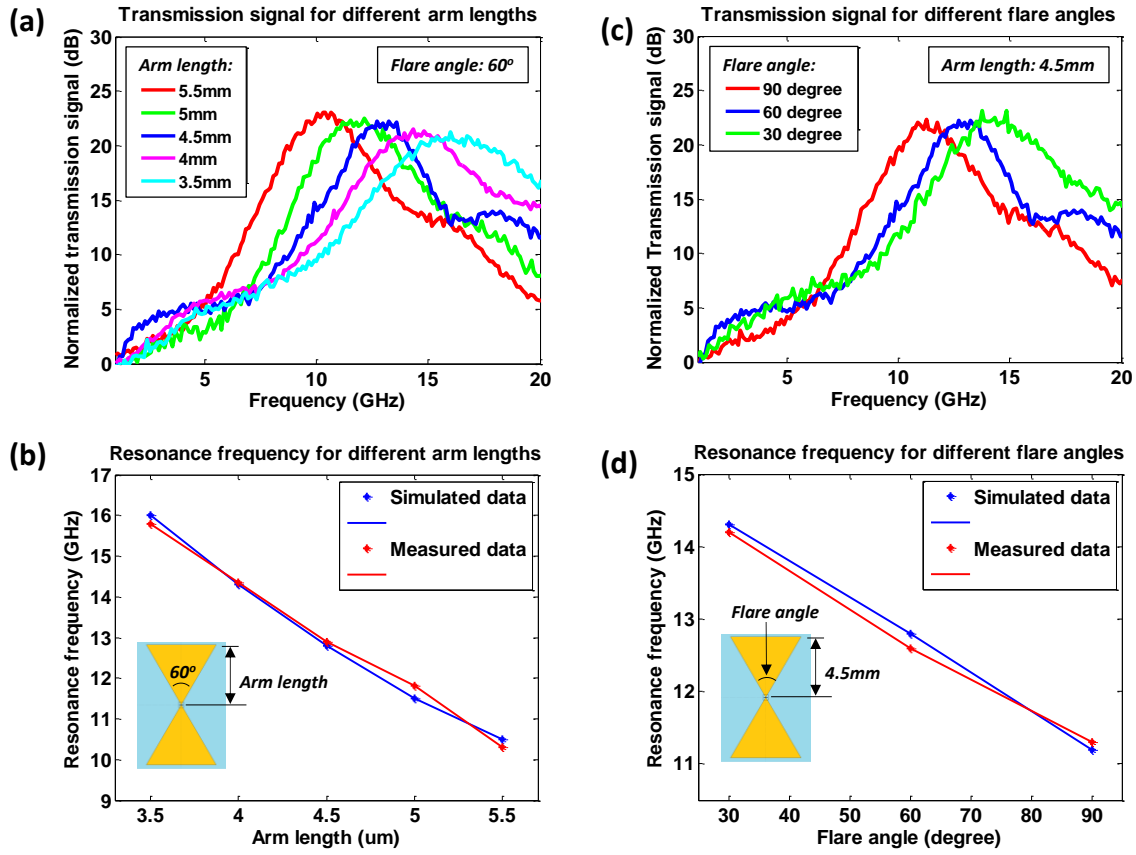 (a)
Transmission signal for different arm lengths
Normalized transmission signal (dB)
30
25
20
15
10
5
0
Arm length:
5.5mm
5mm
4.5mm
4mm
3.5mm
Flare angle: 60º
5
10
15
20
Frequency (GHz)
(c)
Transmission signal for different flare angles
Normalized Transmission signal (dB)
30
25
20
15
10
5
0
Flare angle:
90 degree
60 degree
30 degree
Arm length: 4.5mm
5
10
15
20
Frequency (GHz)
(b)
Resonance frequency for different arm lengths
Resonance frequency (GHz)
17
16
15
14
13
12
11
10
9
Simulated data
Measured data
60º
Arm length
3.5
4
4.5
5
5.5
Arm length (um)
(d)
Resonance frequency for different flare angles
Resonance frequency (GHz)
15
14
13
12
11
Simulated data
Measured data
Flare angle
4.5mm
30
40
50
60
70
80
90
Flare angle (degree)